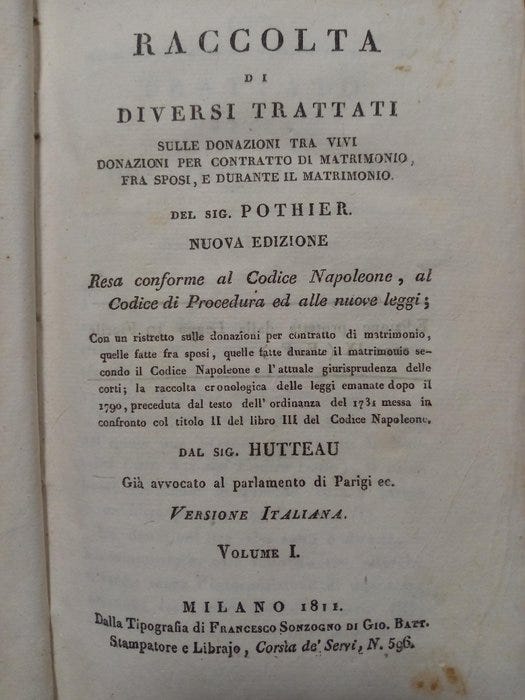 RACCOLTA
DI
DIVERSI TRATTATI
SULLE DONAZIONI TRA VIVI
DONAZIONI PER CONTRATTO DI MATRIMONIO,
FRA SPOSI, E DURANTE IL MATRIMONIO.
DEL SIG. POTHIER.
NUOVA EDIZIONE
Resa conforme al Codice Napoleone, al
Codice di Procedura ed alle nuove leggi;
Con un ristretto sulle donazioni per contratto di matrimonio,
quelle fatte fra sposi, quelle fatte durante il matrimonio se-
condo il Codice Napoleone e l'attuale giurisprudenza delle
corti; la raccolta cronologica delle leggi emanate dopo il
1790, preceduta dal testo dell'ordinanza del 1731 messa in
confronto col titolo II del libro III del Codice Napoleone.
DAL SIG. HUTTEAU
Già avvocato al parlamento di Parigi ec.
VERSIONE ITALIANA.
VOLUME I.
MILANO 1811.
Dalla Tipografia di FRANCESCO SONZOGNO DI GIO. BATT.
Stampatore e Librajo, Corsia de' Servi, N. 596.